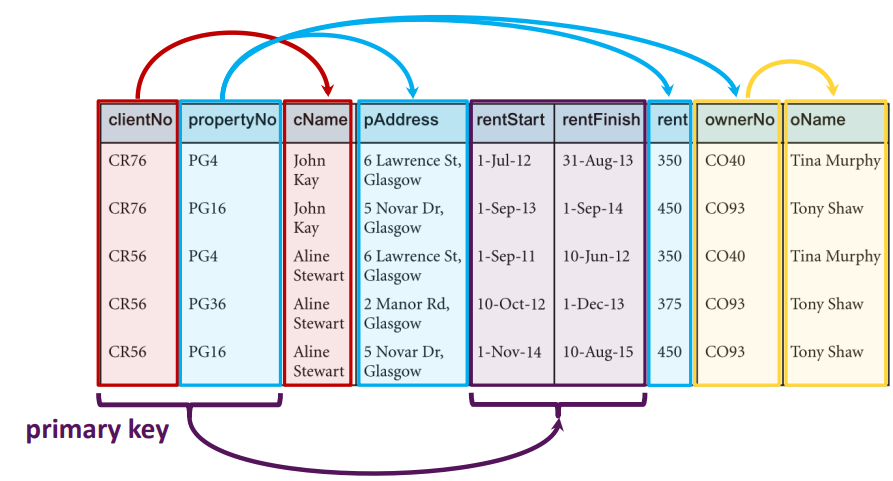 clientNo propertyNo cName pAddress rentStart rentFinish rent ownerNo oName
CR76 PG4 John 6 Lawrence St, 1-Jul-12 31-Aug-13 350 CO40 Tina Murphy
Kay Glasgow
CR76 PG16 John 5 Novar Dr, 1-Sep-13 1-Sep-14 450 CO93 Tony Shaw
Kay Glasgow
CR56 PG4 Aline 6 Lawrence St, 1-Sep-11 10-Jun-12 350 CO40 Tina Murphy
Stewart Glasgow
CR56 PG36 Aline 2 Manor Rd, 10-Oct-12 1-Dec-13 375 CO93 Tony Shaw
Stewart Glasgow
CR56 PG16 Aline 5 Novar Dr, 1-Nov-14 10-Aug-15 450 CO93 Tony Shaw
Stewart Glasgow
primary key